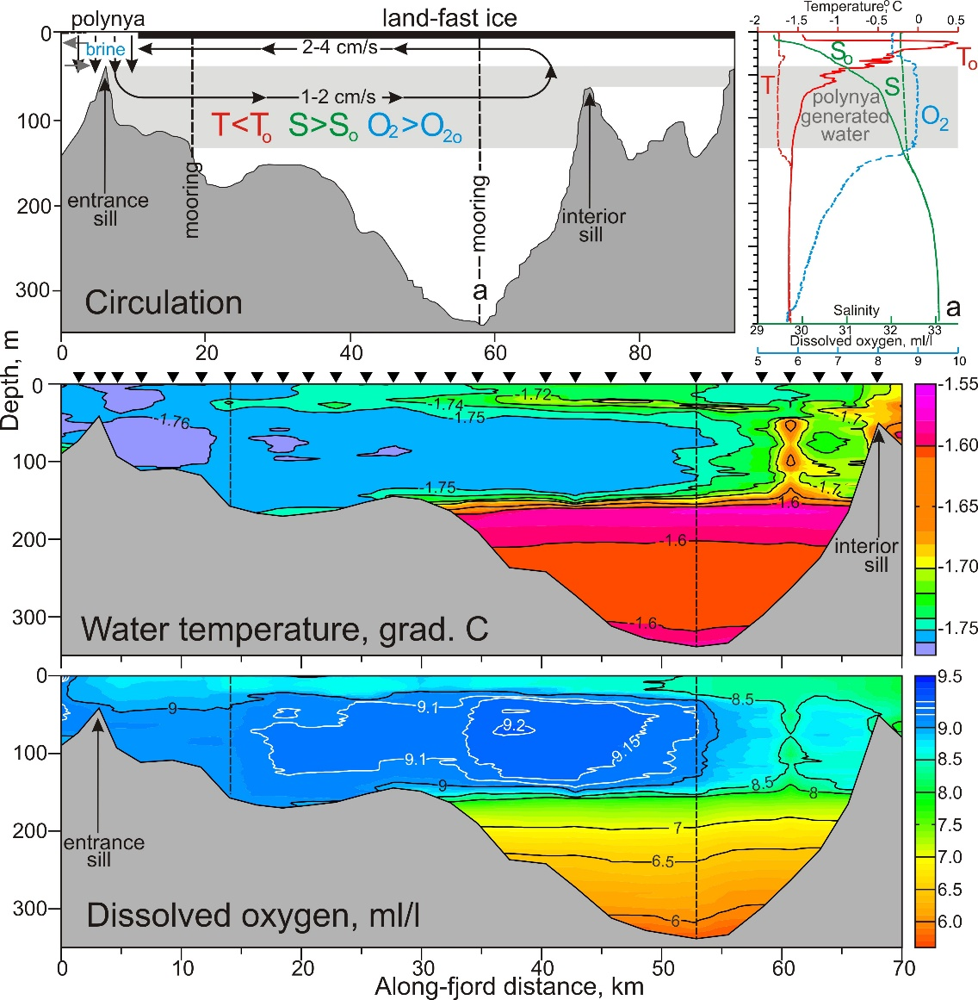 polynya
land-fast ice
0
brine
2-4 cm/s
1-2 cm/s
100
T<To S>So O2>O2o
mooring
mooring
entrance
sill
200
interior
sill
300
a
Circulation
0 20 40 60 80
Temperature,o C
-2 -1.5 -1 -0.5 0 0.5
So
To
T
S
O2
polynya
generated
water
Salinity
a
29 30 31 32 33
Dissolved oxygen, ml/l
5 6 7 8 9 10
Depth, m
0
100
200
300
-1.76
-1.74
-1.72
-1.75
-1.7
-1.75
-1.7
-1.6
-1.6
-1.6
interior
sill
Water temperature, grad. C
-1.55
-1.60
-1.65
-1.70
-1.75
0
100
200
300
9
9.1
9.2
9.15
9.1
9
8.5
8.5
8
7
6.5
6
entrance
sill
Dissolved oxygen, ml/l
9.5
9.0
8.5
8.0
7.5
7.0
6.5
6.0
0 10 20 30 40 50 60 70
Along-fjord distance, km